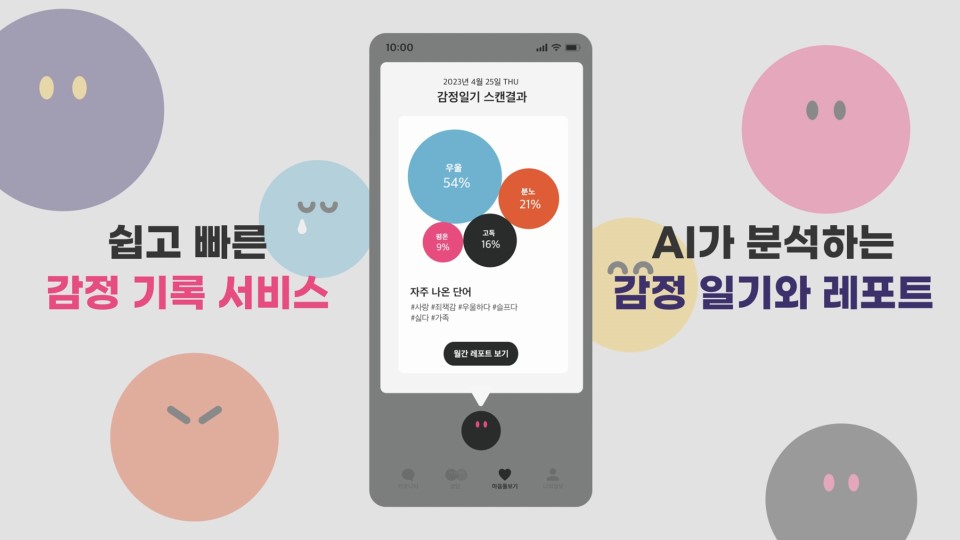 10:00
2023년 4월 25일 THU
감정일기 스캔결과
우울
54%
분노
21%
평온
9%
고독
16%
자주 나온 단어
#사랑 #죄책감 #우울하다 #슬프다
#싫다 #가족
월간 레포트 보기
마음돌보기
쉽고 빠른
감정 기록 서비스
AI가 분석하는
감정 일기와 레포트